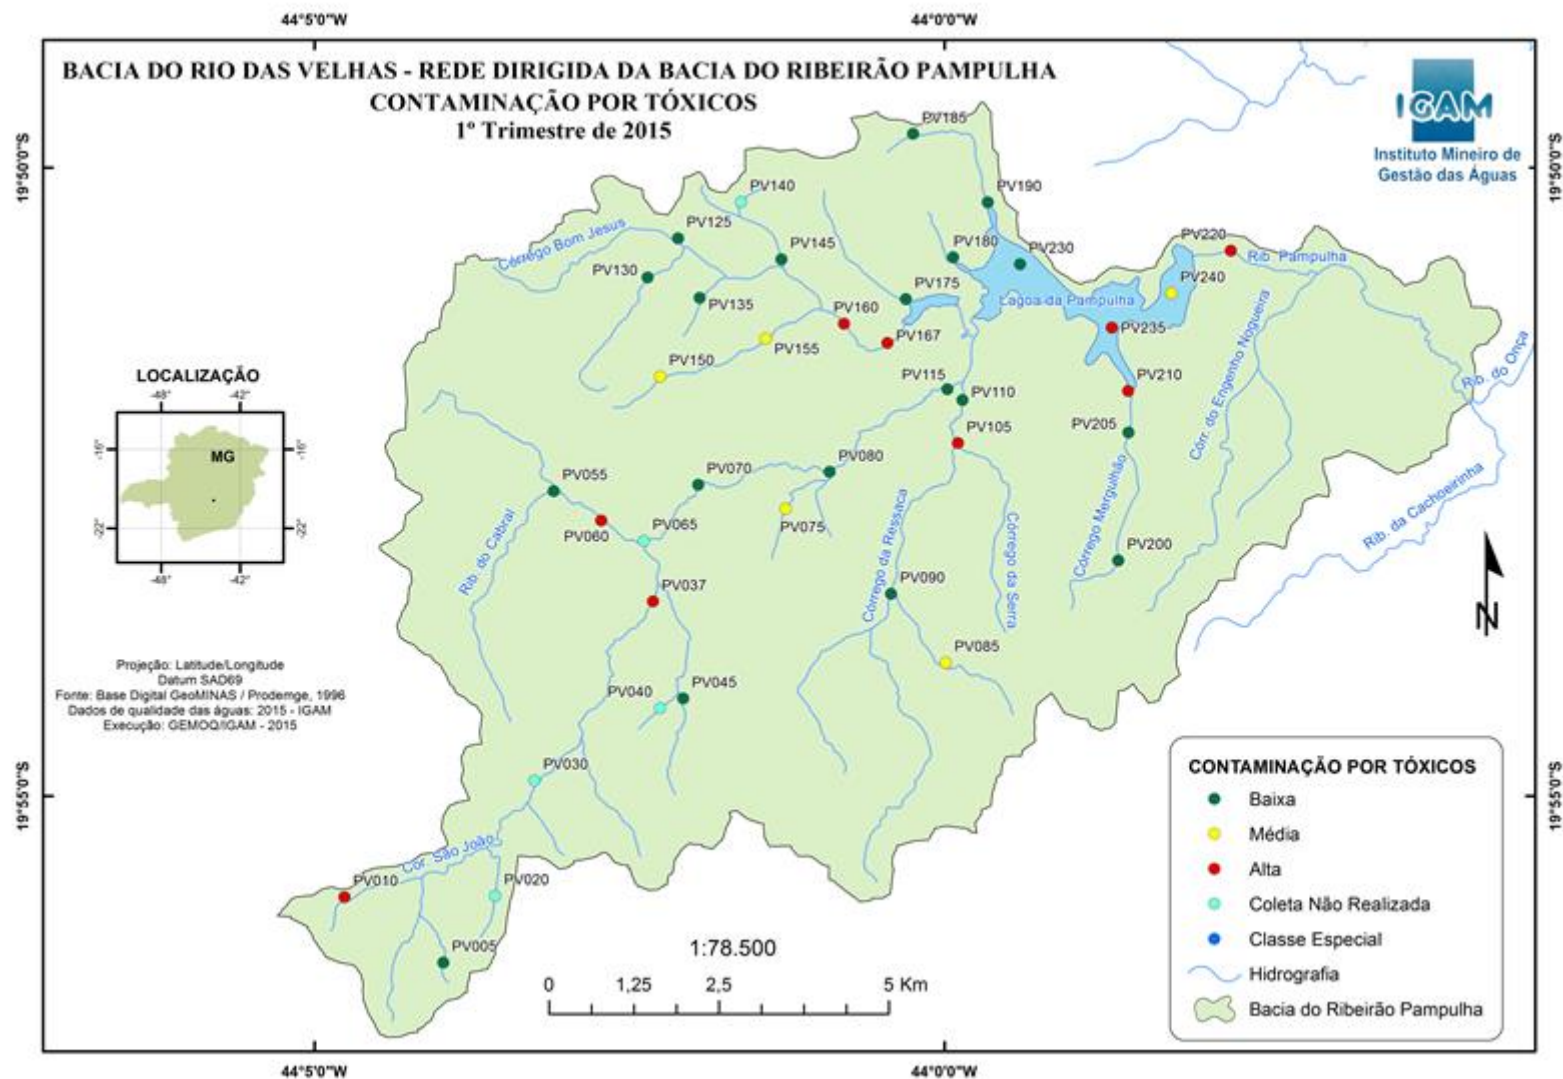 44°5'0"W
44°0'0"W
BACIA DO RIO DAS VELHAS - REDE DIRIGIDA DA BACIA DO RIBEIRÃO PAMPULHA
CONTAMINAÇÃO POR TÓXICOS
1º Trimestre de 2015
IGAM
Instituto Mineiro de
Gestão das Águas
19°50'0"S
19°50'0"S
PV185
PV140
PV190
PV125
Córrego Bom Jesus
PV145
PV180
PV230
PV220
Rib. Pampulha
PV130
PV240
PV135
PV175
Lagoa da Pampulha
PV160
PV235
PV167
PV155
PV150
PV210
Córr. do Engenho Nogueira
Rib. do Onça
PV115
PV110
PV205
PV105
LOCALIZAÇÃO
-48°
-42°
-16°
MG
-16°
-22°
-22°
-48°
-42°
PV055
PV070
PV080
PV060
PV065
PV075
Rib. do Cabral
Córrego da Ressaca
Córrego da Serra
Córrego Mergulhão
Rib. da Cachoeirinha
PV200
PV037
PV090
N
PV085
PV040
PV045
Projeção: Latitude/Longitude
Datum SAD69
Fonte: Base Digital GeoMINAS / Prodemge, 1996
Dados de qualidade das águas: 2015 - IGAM
Execução: GEMOQ/IGAM - 2015
PV030
19°55'0"S
19°55'0"S
Cór. São João
PV010
PV020
PV005
1:78.500
0 1,25 2,5 5 Km
CONTAMINAÇÃO POR TÓXICOS
Baixa
Média
Alta
Coleta Não Realizada
Classe Especial
Hidrografia
Bacia do Ribeirão Pampulha
44°5'0"W
44°0'0"W